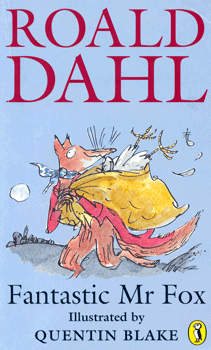 ROALD
DAHL
Fantastic Mr Fox
Illustrated by
QUENTIN BLAKE